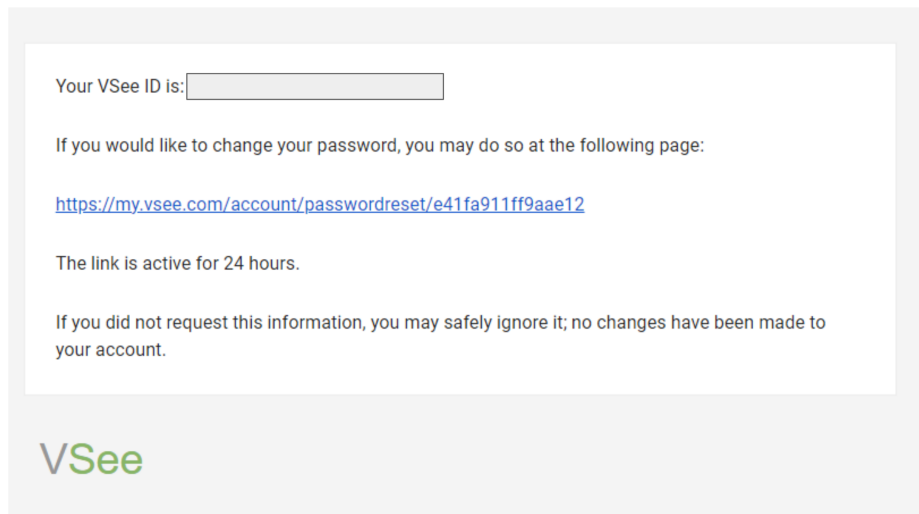 Your VSee ID is:
If you would like to change your password, you may do so at the following page:
https://my.vsee.com/account/passwordreset/e41fa911ff9aae12
The link is active for 24 hours.
If you did not request this information, you may safely ignore it; no changes have been made to
your account.
VSee